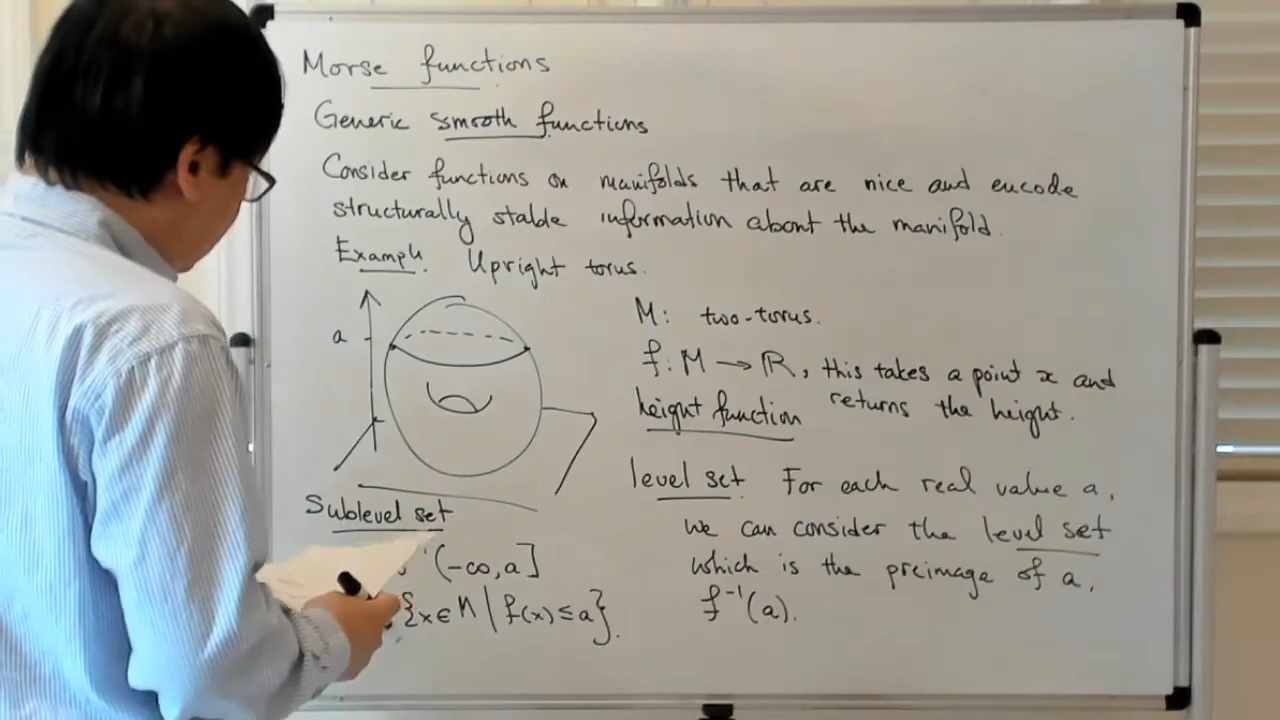 Morse functions
Generic smooth functions
Consider functions on manifolds that are nice and encode
structurally stable information about the manifold.
Example. Upright torus.
a
M: two-torus.
f: M → ℝ, this takes a point x and
height function returns the height.
level set. For each real value a,
we can consider the level set
which is the preimage of a,
f⁻¹(a).
Sublevel set
(-∞, a]
{x ∈ M | f(x) ≤ a}.